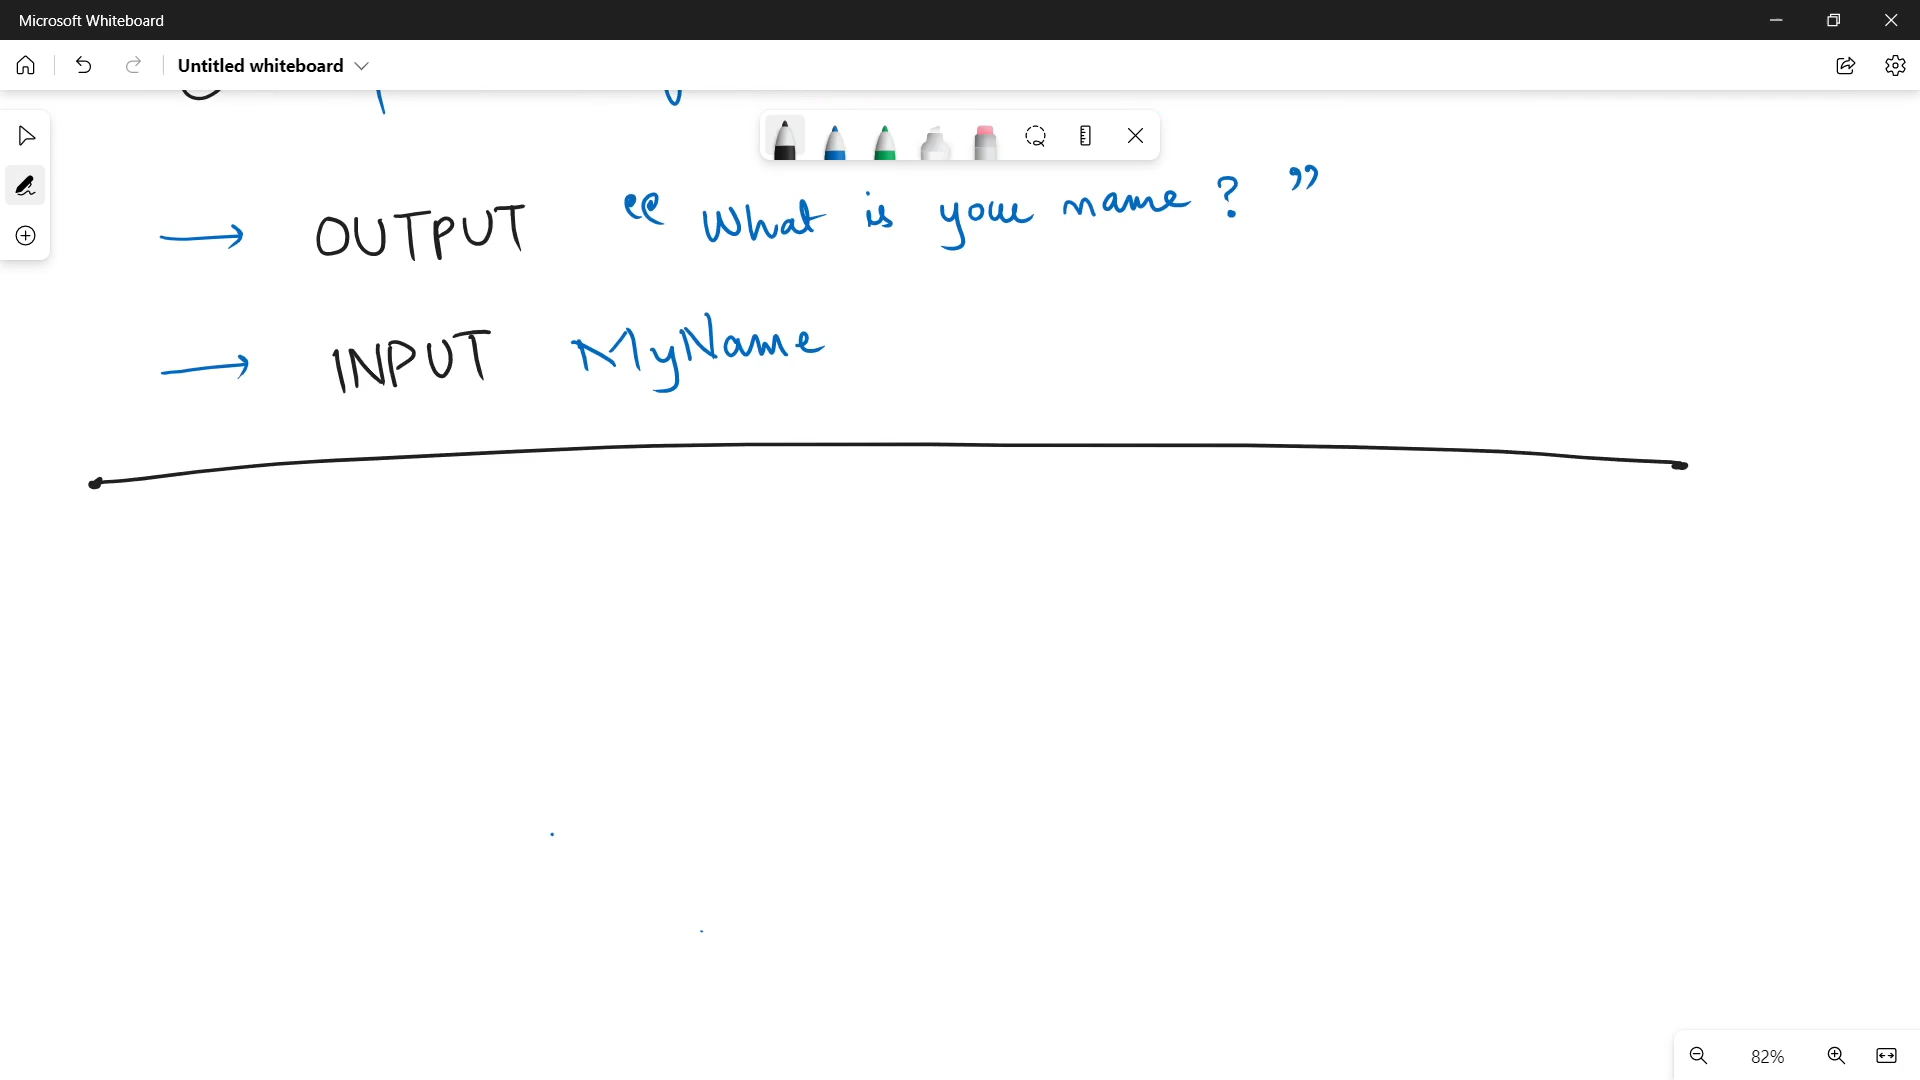 Microsoft Whiteboard
Untitled whiteboard
→ OUTPUT “ What is your name ? ”
→ INPUT MyName
82%